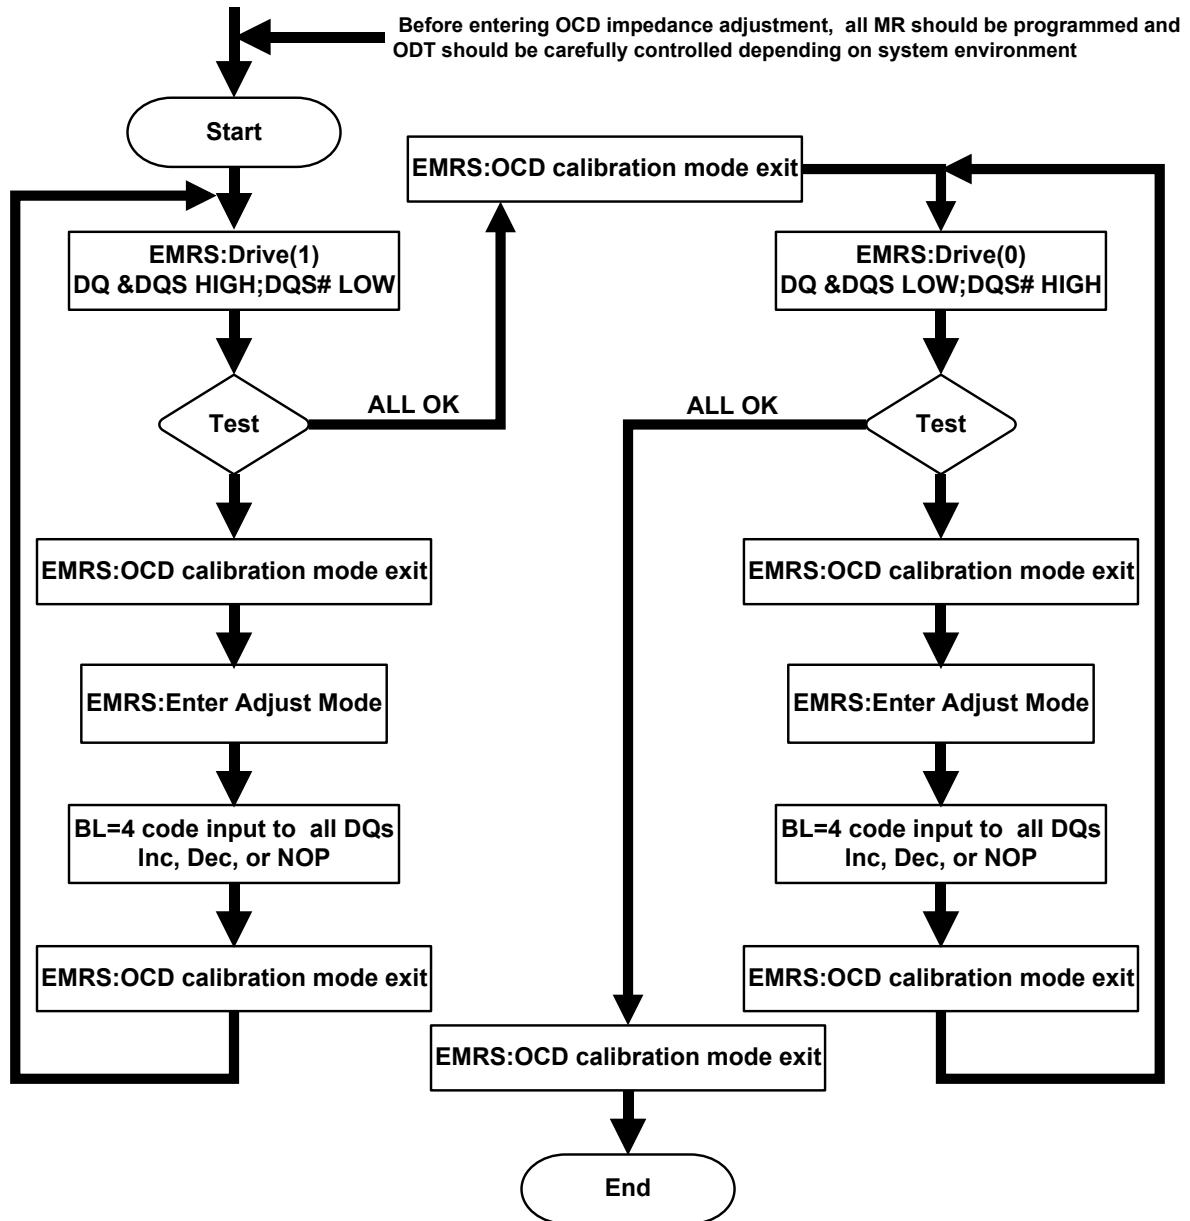 Before entering OCD impedance adjustment, all MR should be programmed and
ODT should be carefully controlled depending on system environment
Start
EMRS:OCD calibration mode exit
EMRS:Drive(1)
DQ &DQS HIGH;DQS# LOW
EMRS:Drive(0)
DQ &DQS LOW;DQS# HIGH
Test
ALL OK
ALL OK
Test
EMRS:OCD calibration mode exit
EMRS:OCD calibration mode exit
EMRS:Enter Adjust Mode
EMRS:Enter Adjust Mode
BL=4 code input to all DQs
Inc, Dec, or NOP
BL=4 code input to all DQs
Inc, Dec, or NOP
EMRS:OCD calibration mode exit
EMRS:OCD calibration mode exit
EMRS:OCD calibration mode exit
End